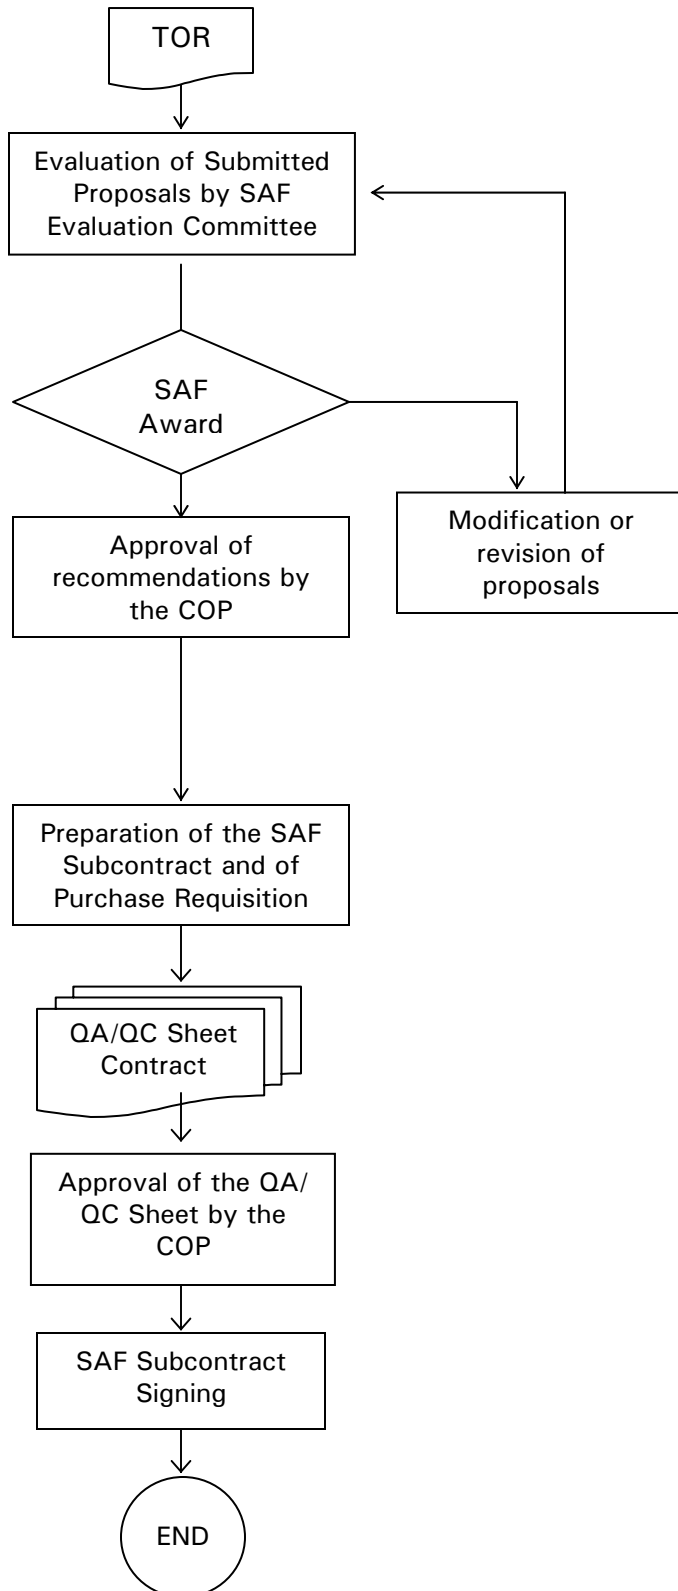 TOR
Evaluation of Submitted
Proposals by SAF
Evaluation Committee
SAF
Award
Modification or
revision of
proposals
Approval of
recommendations by
the COP
Preparation of the SAF
Subcontract and of
Purchase Requisition
QA/QC Sheet
Contract
Approval of the QA/
QC Sheet by the
COP
SAF Subcontract
Signing
END